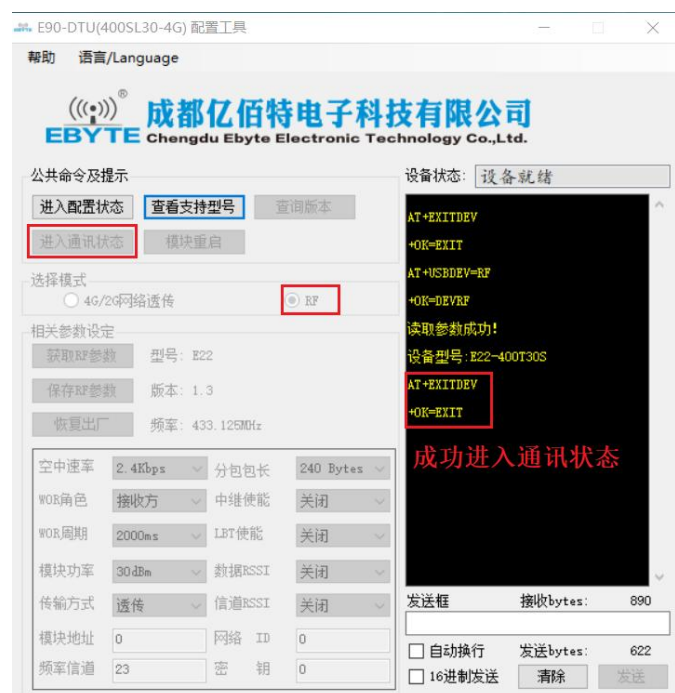 E90-DTU(400SL30-4G) 配置工具
帮助 语言/Language
EBYTE ®
成都亿佰特电子科技有限公司
Chengdu Ebyte Electronic Technology Co.,Ltd.
公共命令及提示
进入配置状态 查看支持型号 查询版本
进入通讯状态 模块重启
选择模式
4G/2G网络透传 RF
相关参数设定
获取RF参数 型号: E22
保存RF参数 版本: 1.3
恢复出厂 频率: 433.125MHz
空中速率 2.4Kbps 分包包长 240 Bytes
WOR角色 接收方 中继使能 关闭
WOR周期 2000ms LBT使能 关闭
模块功率 30dBm 数据RSSI 关闭
传输方式 透传 信道RSSI 关闭
模块地址 0 网络 ID 0
频率信道 23 密 钥 0
设备状态: 设备就绪
AT+EXITDEV
+OK=EXIT
AT+USBDEV=RF
+OK=DEVRF
读取参数成功!
设备型号:E22-400T30S
AT+EXITDEV
+OK=EXIT
成功进入通讯状态
发送框 接收bytes: 890
自动换行 发送bytes: 622
16进制发送 清除 发送